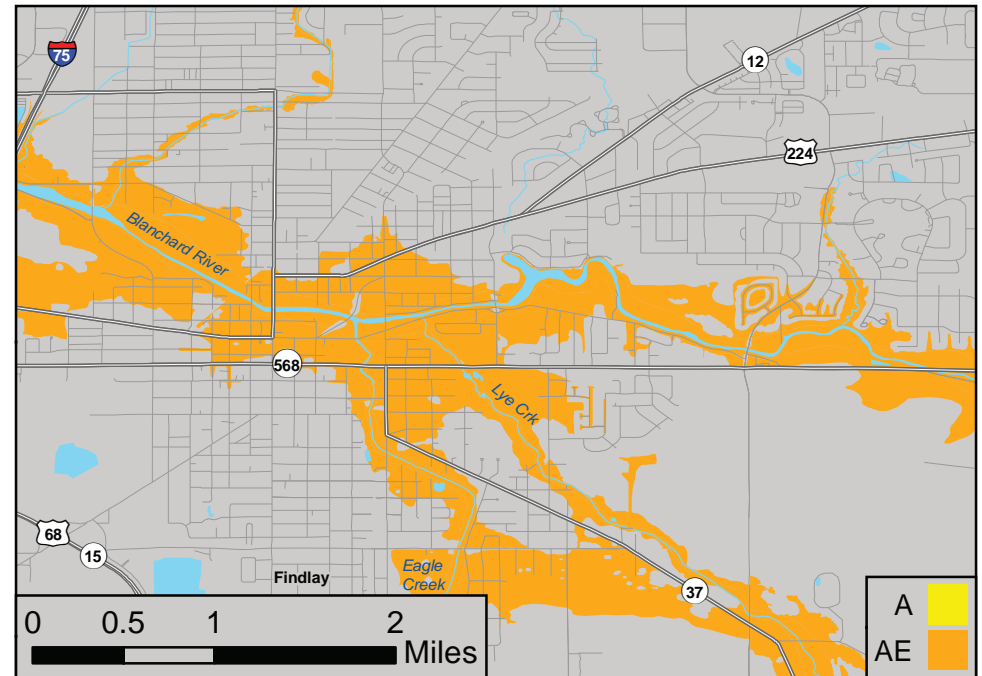 75
12
224
Blanchard River
568
Lye Crk
68
15
Findlay
Eagle
Creek
37
0 0.5 1 2
Miles
A
AE